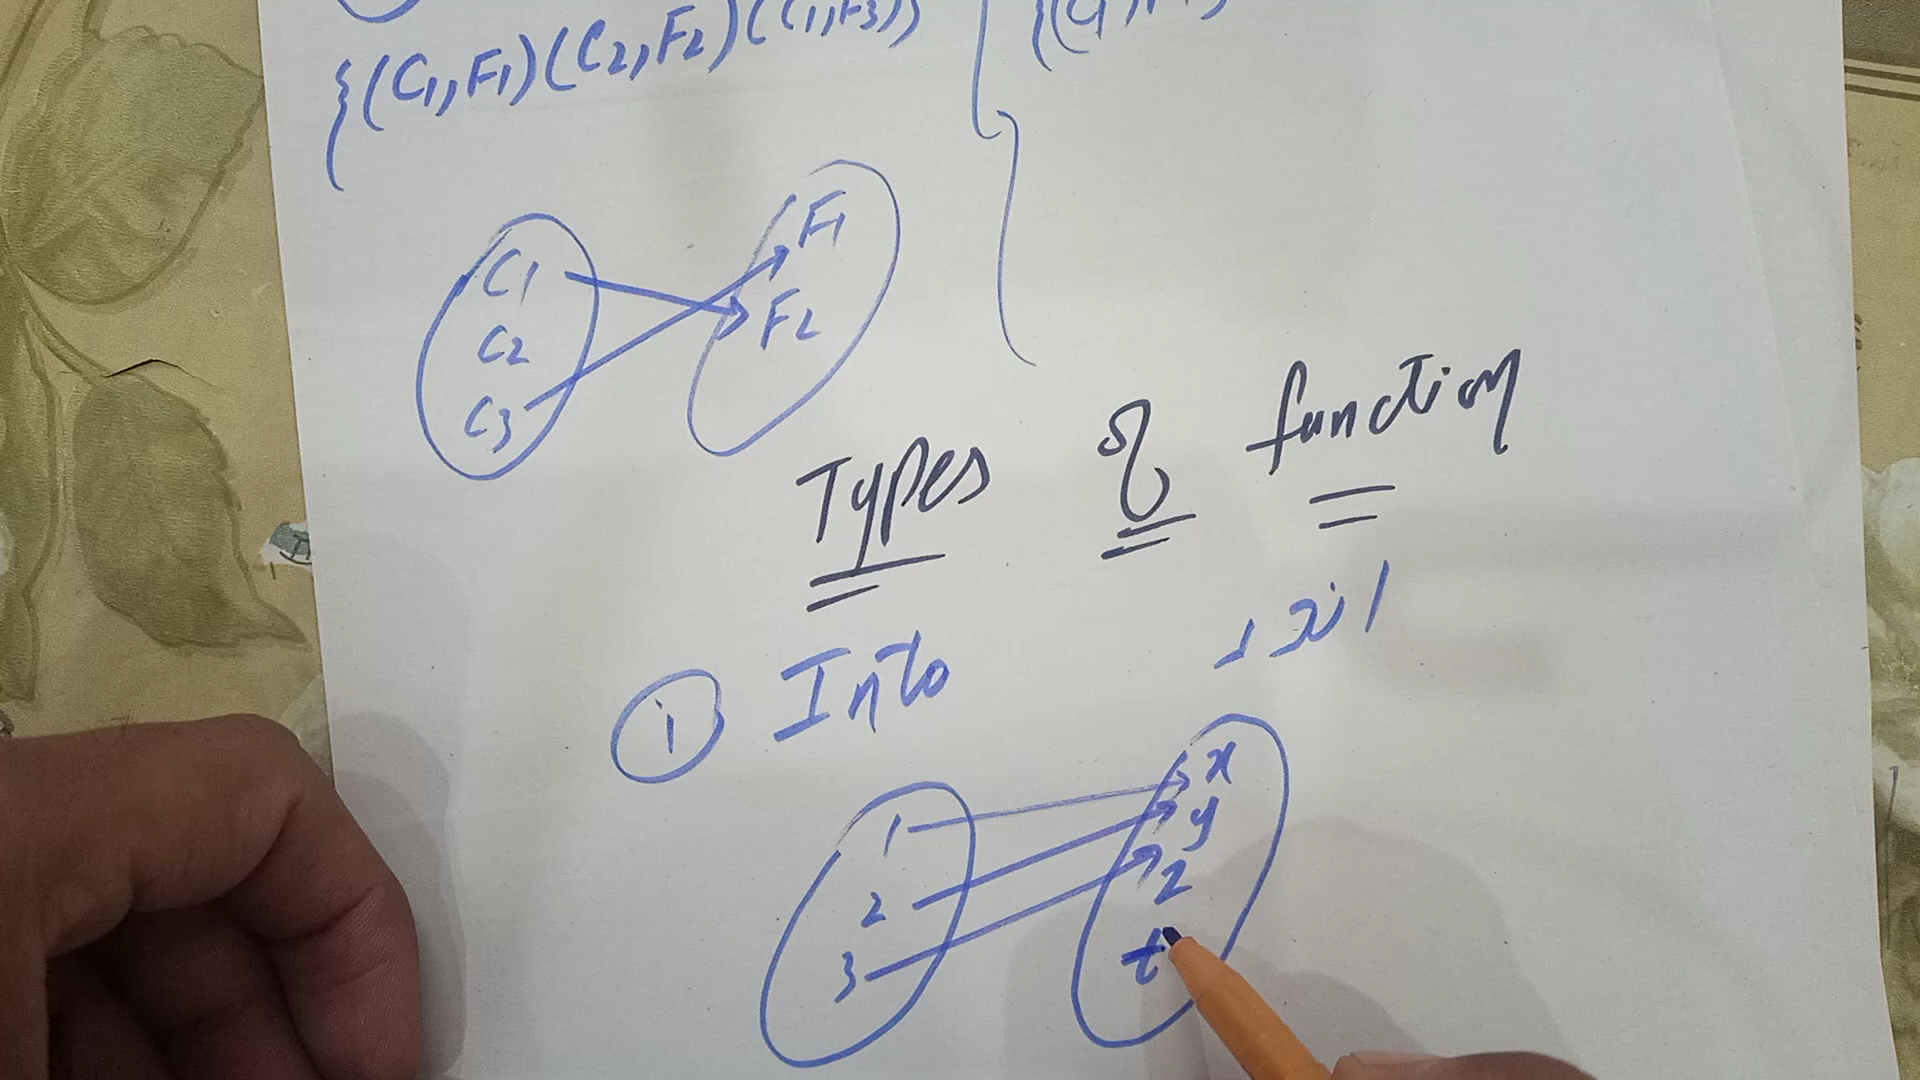 {(C1,F1)(C2,F2)(C1,F3)}
C1
C2
C3
F1
F2
Types of function
① Into
1
2
3
x
y
z
t